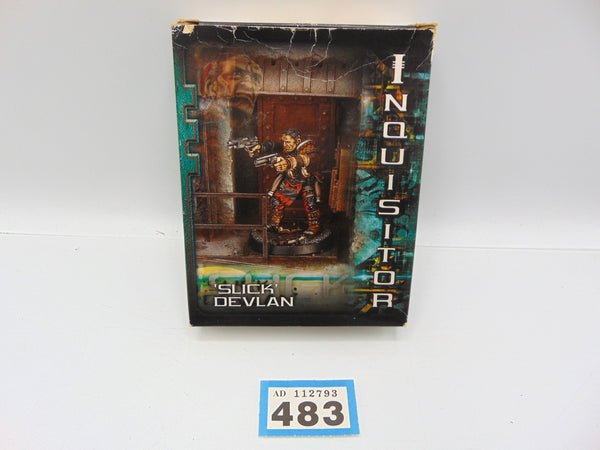 INQUISITOR
'SLICK'
DEVLAN
AD 112793
483